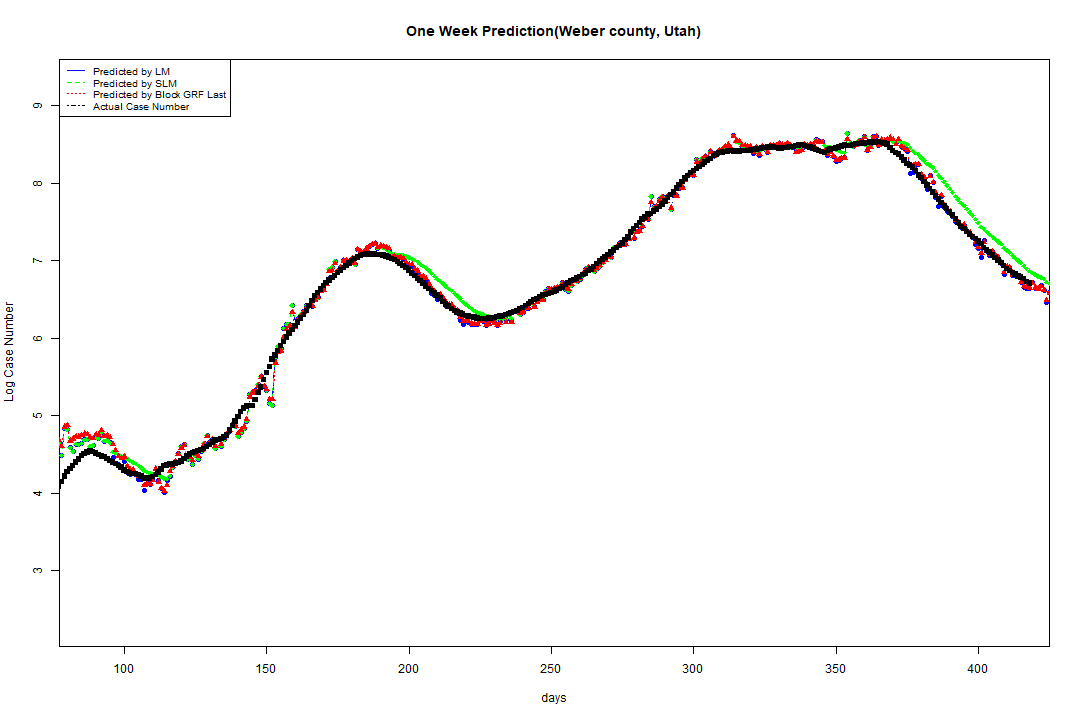 One Week Prediction(Weber county, Utah)
Predicted by LM
Predicted by SLM
Predicted by Block GRF Last
Actual Case Number
Log Case Number
9
8
7
6
5
4
3
100 150 200 250 300 350 400
days